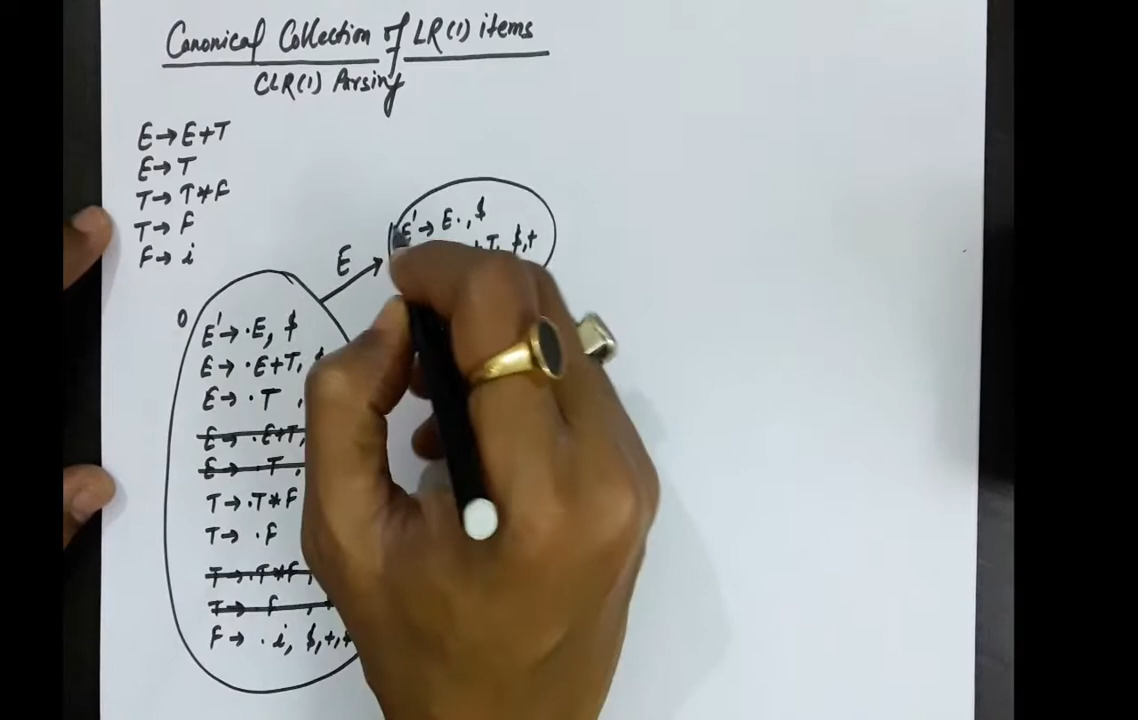 Canonical Collection of LR(1) items
CLR(1) Parsing
E→E+T
E→T
T→T*F
T→F
F→i
E'→E·, $
+T, $,+
E
0
E'→·E, $
E→·E+T, $
E→·T ,
E→·E+T,
E→·T,
T→·T*F
T→·F
T→·T*F,
T→ F ,
F→·i, $,+,*